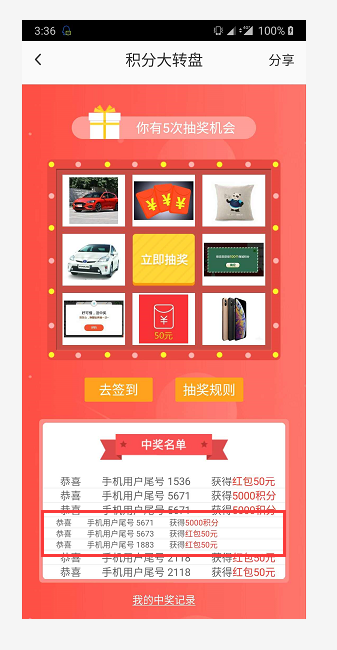 3:36 100%
积分大转盘 分享
你有5次抽奖机会
立即抽奖
50元
去签到 抽奖规则
中奖名单
恭喜 手机用户尾号 1536 获得红包50元
恭喜 手机用户尾号 5671 获得5000积分
恭喜 手机用户尾号 5671 获得5000积分
恭喜 手机用户尾号 5671 获得5000积分
恭喜 手机用户尾号 5673 获得红包50元
恭喜 手机用户尾号 1883 获得红包50元
恭喜 手机用户尾号 2118 获得红包50元
恭喜 手机用户尾号 2118 获得红包50元
我的中奖记录